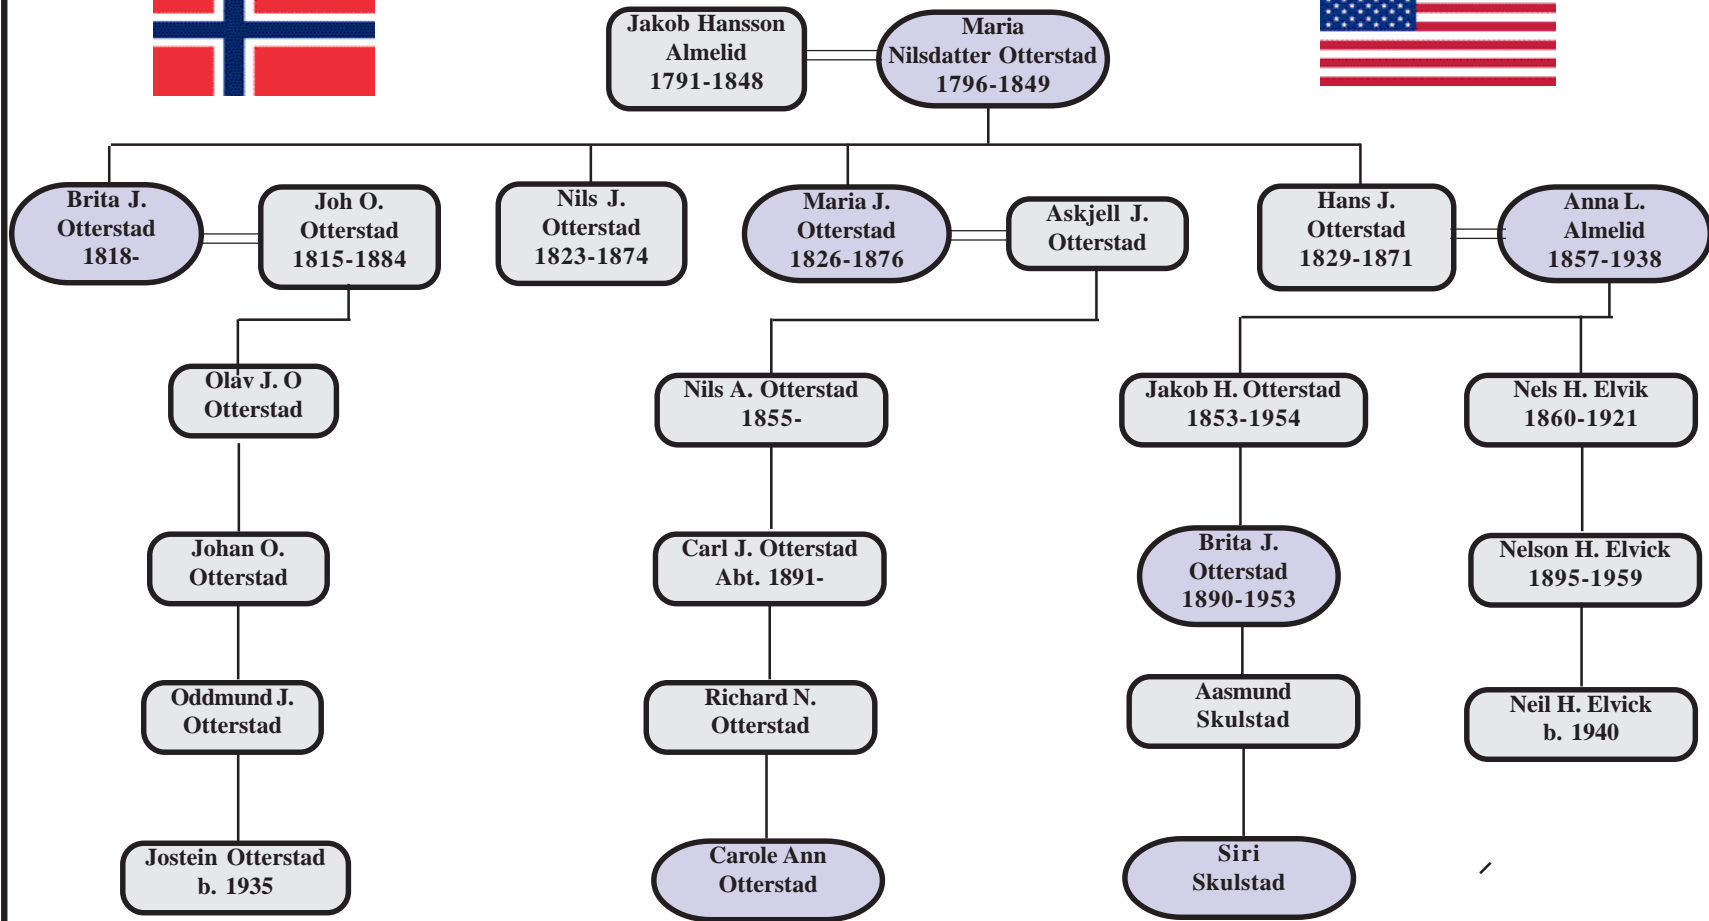 Jakob Hansson
Almelid
1791-1848
Maria
Nilsdatter Otterstad
1796-1849
Brita J.
Otterstad
1818-
Joh O.
Otterstad
1815-1884
Nils J.
Otterstad
1823-1874
Maria J.
Otterstad
1826-1876
Askjell J.
Otterstad
Hans J.
Otterstad
1829-1871
Anna L.
Almelid
1857-1938
Olav J. O
Otterstad
Nils A. Otterstad
1855-
Jakob H. Otterstad
1853-1954
Nels H. Elvik
1860-1921
Johan O.
Otterstad
Carl J. Otterstad
Abt. 1891-
Brita J.
Otterstad
1890-1953
Nelson H. Elvick
1895-1959
Oddmund J.
Otterstad
Richard N.
Otterstad
Aasmund
Skulstad
Neil H. Elvick
b. 1940
Jostein Otterstad
b. 1935
Carole Ann
Otterstad
Siri
Skulstad